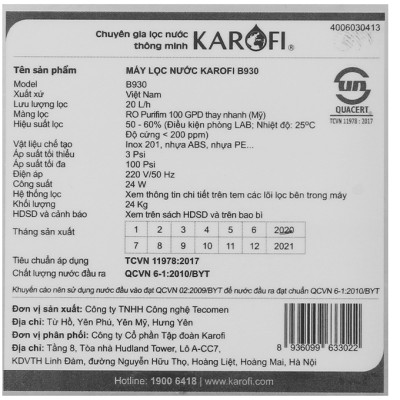 4006030413
Chuyên gia lọc nước
thông minh
KAROFI®
Tên sản phẩm MÁY LỌC NƯỚC KAROFI B930
Model B930
Xuất xứ Việt Nam
Lưu lượng lọc 20 L/h
Màng lọc RO Purifim 100 GPD thay nhanh (Mỹ)
Hiệu suất lọc 50 - 60% (Điều kiện phòng LAB; Nhiệt độ: 25ºC
Độ cứng < 200 ppm)
Vật liệu chế tạo Inox 201, nhựa ABS, nhựa PE...
Áp suất tối thiểu 3 Psi
Áp suất tối đa 100 Psi
Điện áp 220 V/50 Hz
Công suất 24 W
Hệ thống lọc Xem thông tin chi tiết trên tem các lõi lọc bên trong máy
Khối lượng 24 Kg
HDSD và cảnh báo Xem trên sách HDSD và trên bao bì
QUACERT
TCVN 11978 : 2017
Tháng sản xuất
1 2 3 4 5 6 2020
7 8 9 10 11 12 2021
Tiêu chuẩn áp dụng TCVN 11978:2017
Chất lượng nước đầu ra QCVN 6-1:2010/BYT
Khuyến cáo nên sử dụng nước đầu vào đạt QCVN 02:2009/BYT để nước đầu ra đạt chuẩn QCVN 6-1:2010/BYT
Đơn vị sản xuất: Công ty TNHH Công nghệ Tecomen
Địa chỉ: Từ Hồ, Yên Phú, Yên Mỹ, Hưng Yên
Đơn vị phân phối: Công ty Cổ phần Tập đoàn Karofi
Địa chỉ: Tầng 8, Tòa nhà Hudland Tower, Lô A-CC7,
KDVTH Linh Đàm, đường Nguyễn Hữu Thọ, Hoàng Liệt, Hoàng Mai, Hà Nội
8 936099 633022
Hotline: 1900 6418 | www.karofi.com